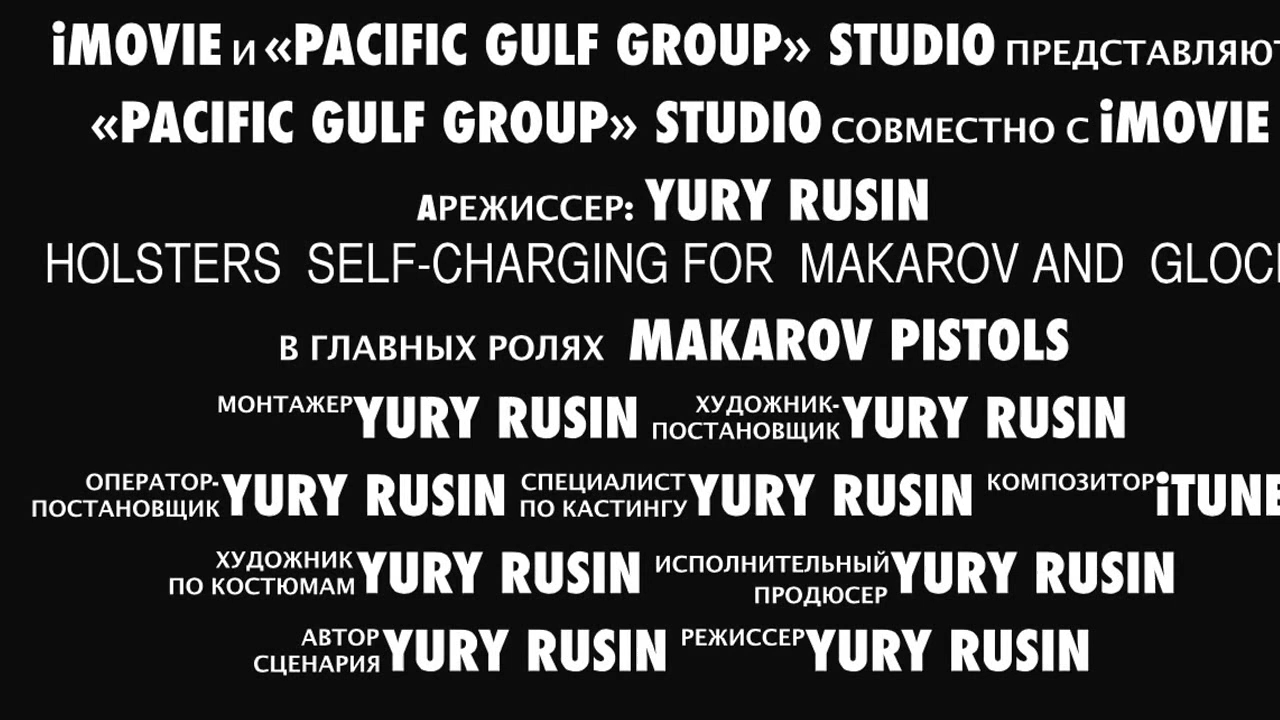 iMOVIE И «PACIFIC GULF GROUP» STUDIO ПРЕДСТАВЛЯЮТ
«PACIFIC GULF GROUP» STUDIO СОВМЕСТНО С iMOVIE
АРЕЖИССЕР: YURY RUSIN
HOLSTERS SELF-CHARGING FOR MAKAROV AND GLOC
В ГЛАВНЫХ РОЛЯХ MAKAROV PISTOLS
МОНТАЖЕР YURY RUSIN ХУДОЖНИК-ПОСТАНОВЩИК YURY RUSIN
ОПЕРАТОР-ПОСТАНОВЩИК YURY RUSIN СПЕЦИАЛИСТ ПО КАСТИНГУ YURY RUSIN КОМПОЗИТОР iTUNE
ХУДОЖНИК ПО КОСТЮМАМ YURY RUSIN ИСПОЛНИТЕЛЬНЫЙ ПРОДЮСЕР YURY RUSIN
АВТОР СЦЕНАРИЯ YURY RUSIN РЕЖИССЕР YURY RUSIN